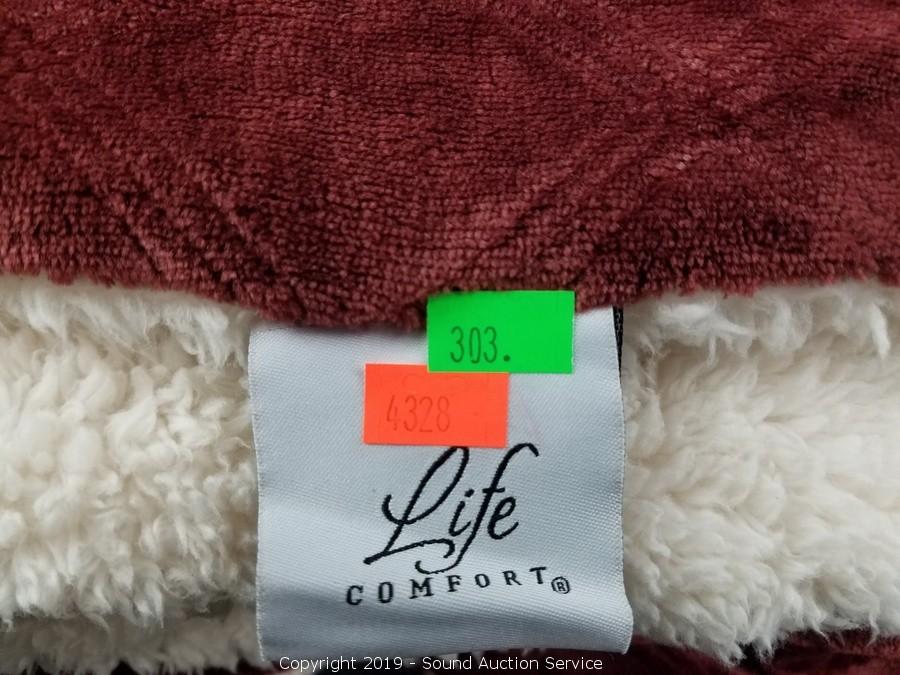 303.
4328
Life
COMFORT®
Copyright 2019 - Sound Auction Service